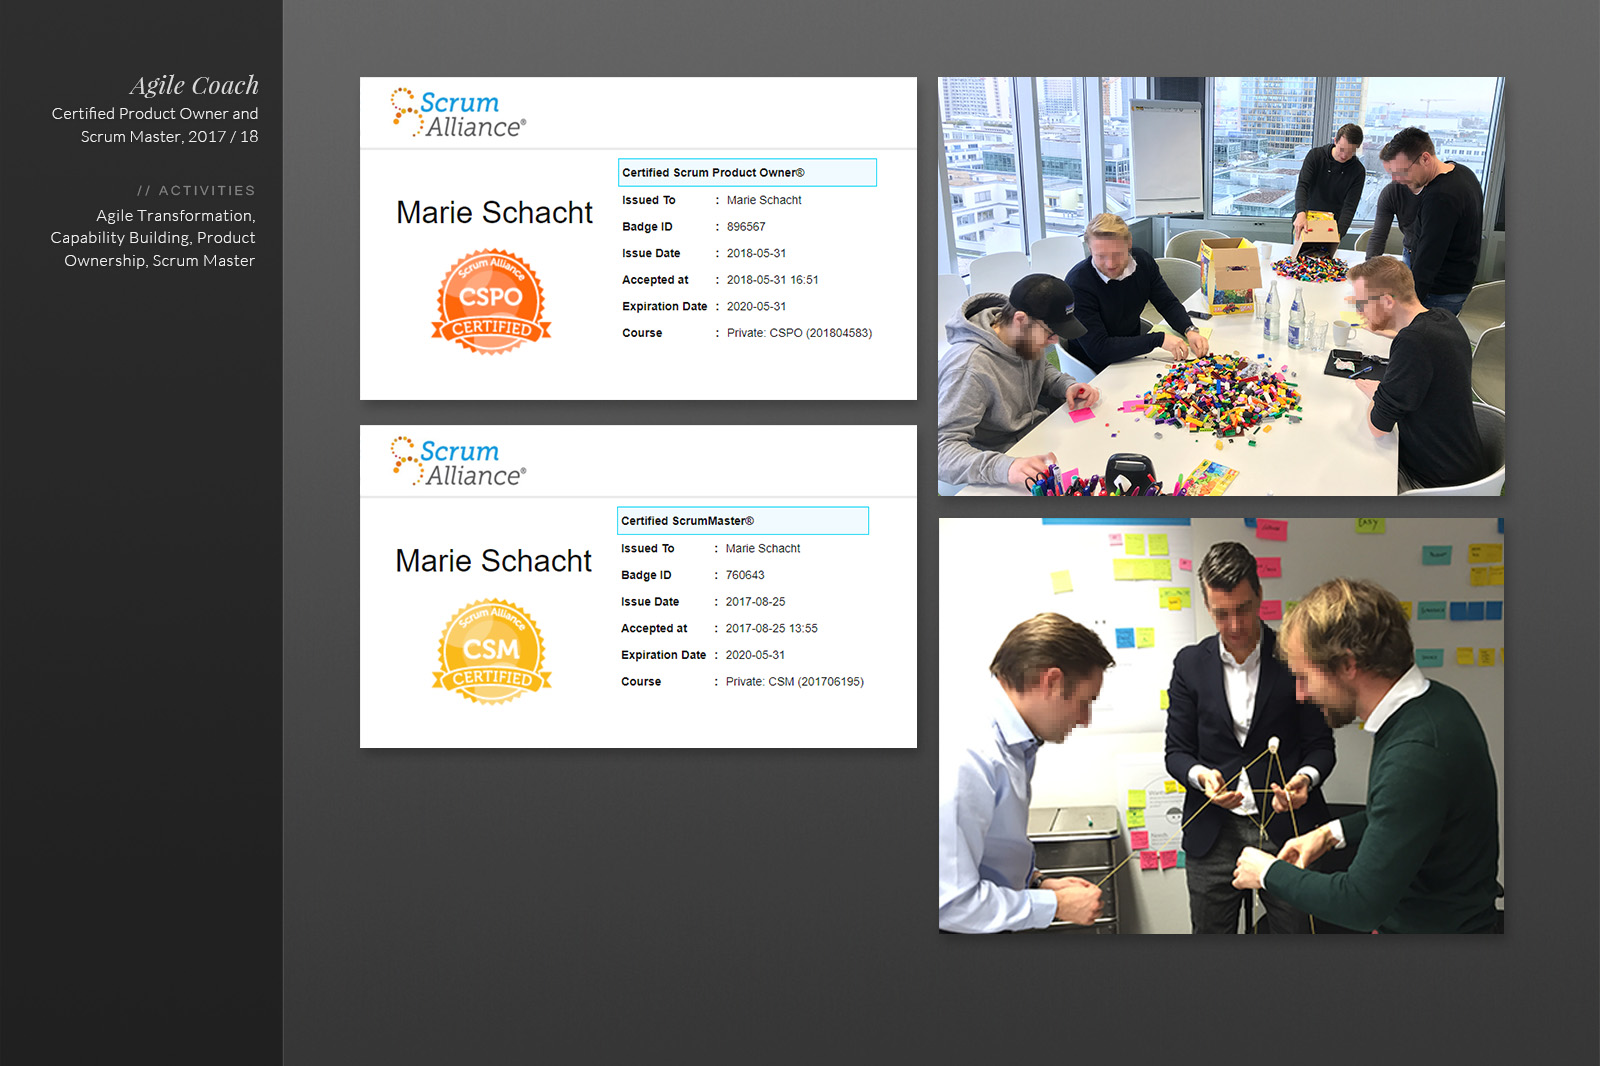 Agile Coach
Certified Product Owner and
Scrum Master, 2017 / 18
// ACTIVITIES
Agile Transformation,
Capability Building, Product
Ownership, Scrum Master
Scrum
Alliance®
Certified Scrum Product Owner®
Marie Schacht
Issued To : Marie Schacht
Badge ID : 896567
Issue Date : 2018-05-31
Accepted at : 2018-05-31 16:51
Expiration Date : 2020-05-31
Course : Private: CSPO (201804583)
Scrum Alliance
CSPO
CERTIFIED
Scrum
Alliance®
Certified ScrumMaster®
Marie Schacht
Issued To : Marie Schacht
Badge ID : 760643
Issue Date : 2017-08-25
Accepted at : 2017-08-25 13:55
Expiration Date : 2020-05-31
Course : Private: CSM (201706195)
Scrum Alliance
CSM
CERTIFIED
EASY